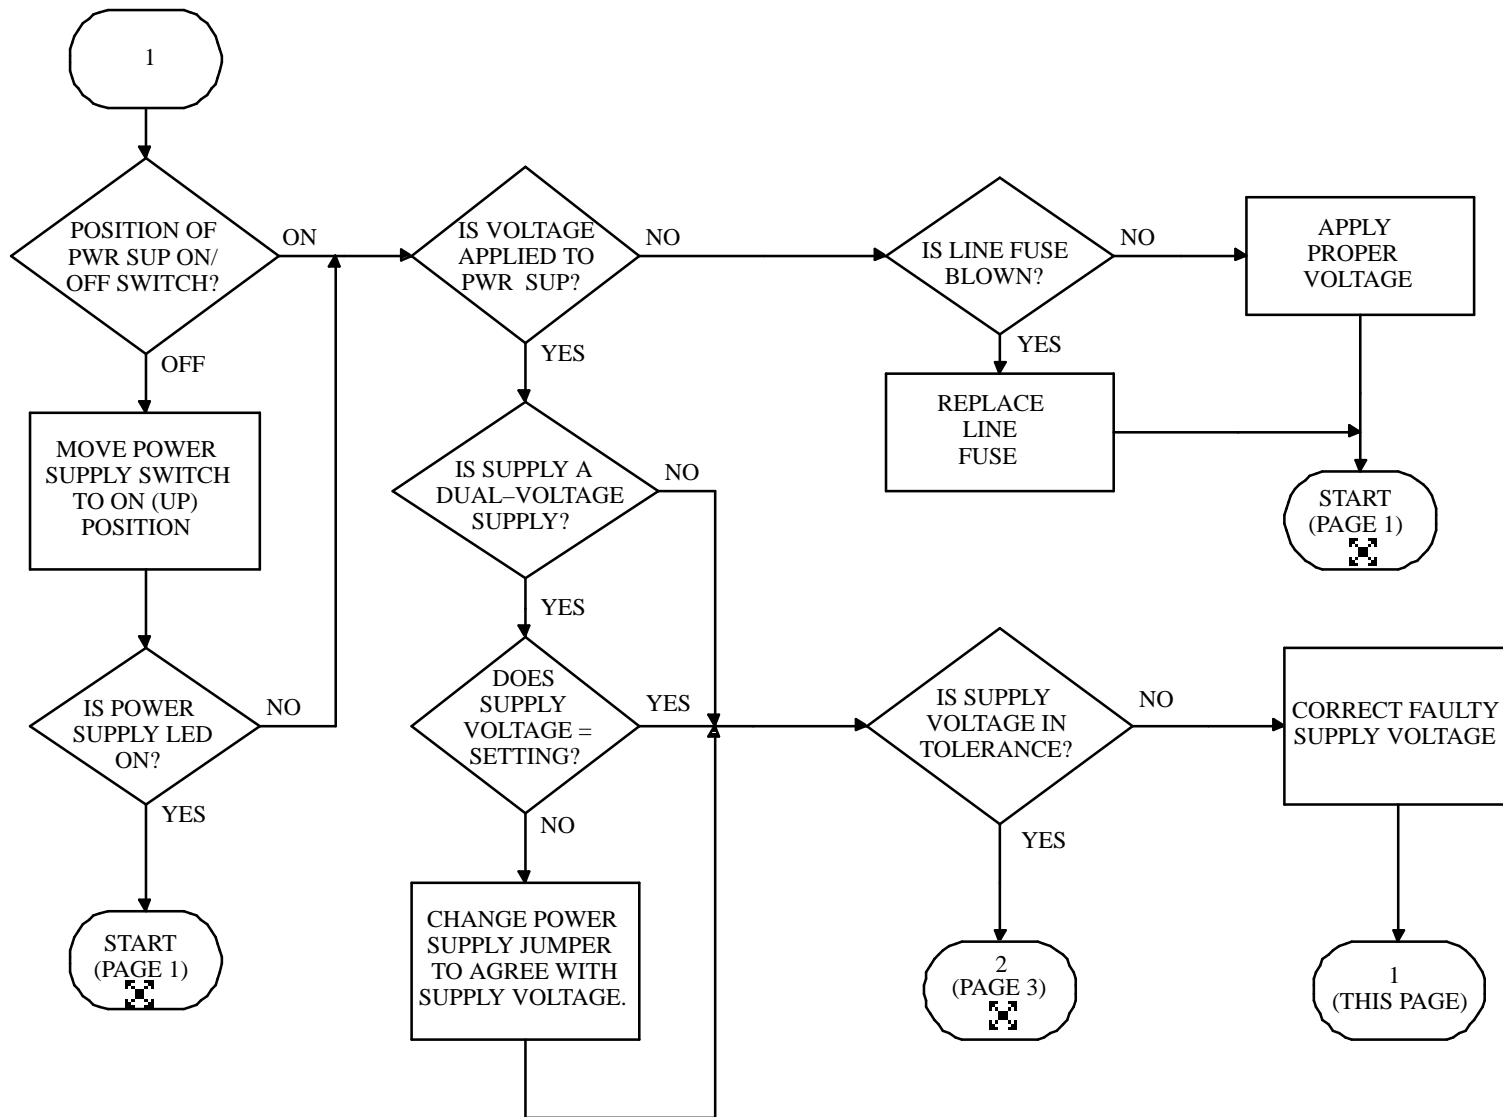 1
POSITION OF
PWR SUP ON/
OFF SWITCH?
ON
OFF
MOVE POWER
SUPPLY SWITCH
TO ON (UP)
POSITION
IS POWER
SUPPLY LED
ON?
NO
YES
START
(PAGE 1)
IS VOLTAGE
APPLIED TO
PWR SUP?
NO
YES
IS SUPPLY A
DUAL–VOLTAGE
SUPPLY?
NO
YES
DOES
SUPPLY
VOLTAGE =
SETTING?
YES
NO
CHANGE POWER
SUPPLY JUMPER
TO AGREE WITH
SUPPLY VOLTAGE.
IS LINE FUSE
BLOWN?
NO
YES
REPLACE
LINE
FUSE
APPLY
PROPER
VOLTAGE
START
(PAGE 1)
IS SUPPLY
VOLTAGE IN
TOLERANCE?
NO
YES
2
(PAGE 3)
CORRECT FAULTY
SUPPLY VOLTAGE
1
(THIS PAGE)